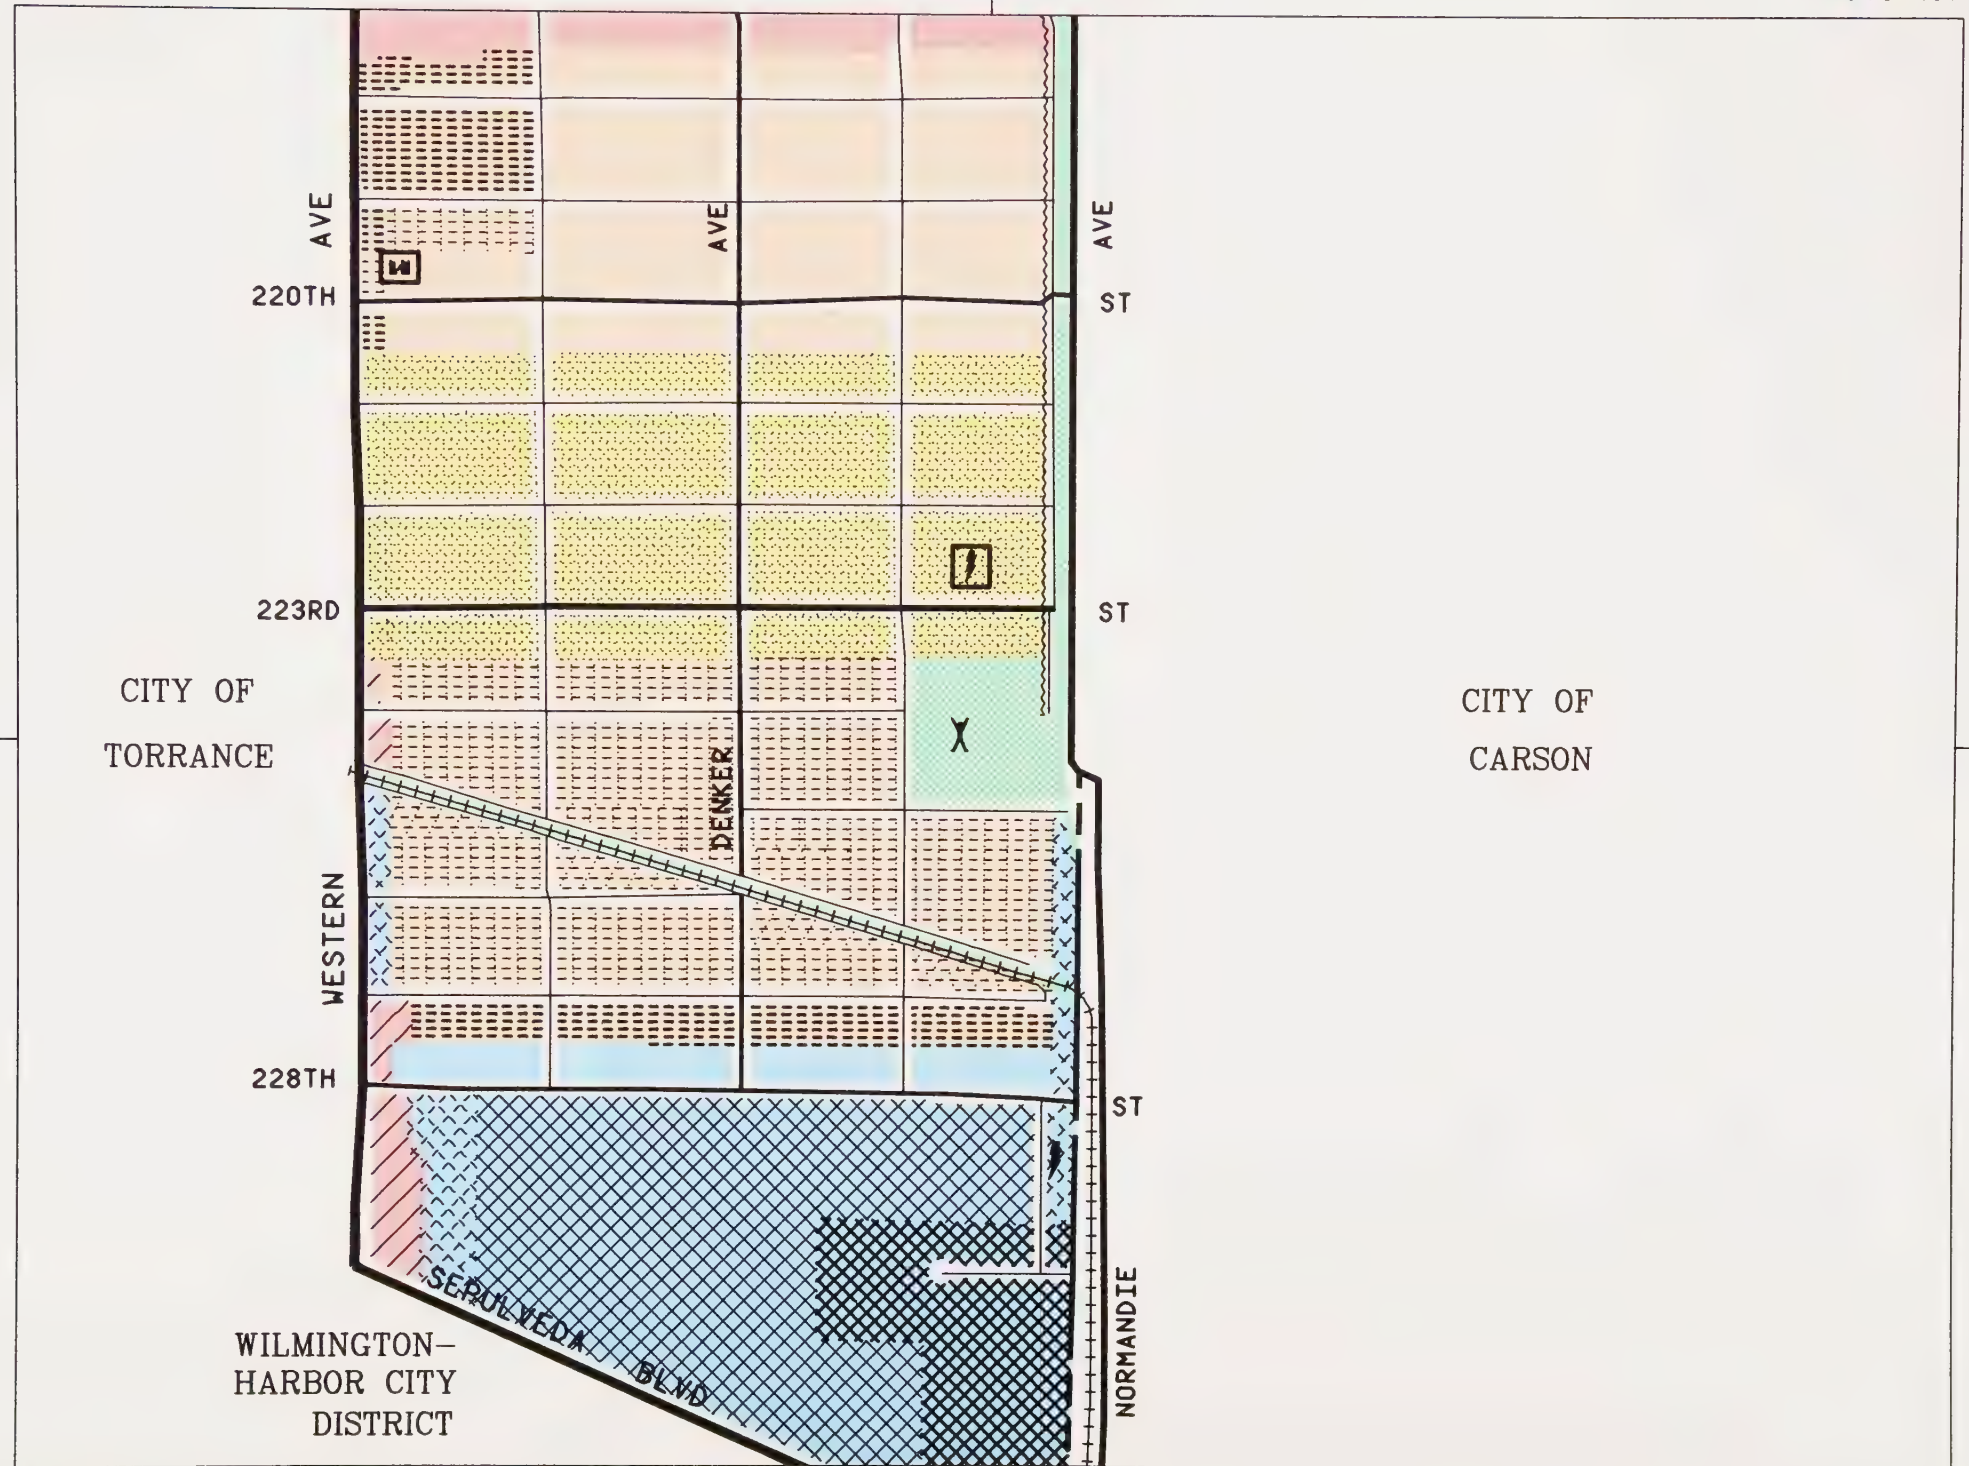 AVE
AVE
AVE
220TH
ST
223RD
ST
CITY OF
TORRANCE
CITY OF
CARSON
DENKER
WESTERN
228TH
ST
SEPULVEDA BLVD
NORMANDIE
WILMINGTON–
HARBOR CITY
DISTRICT